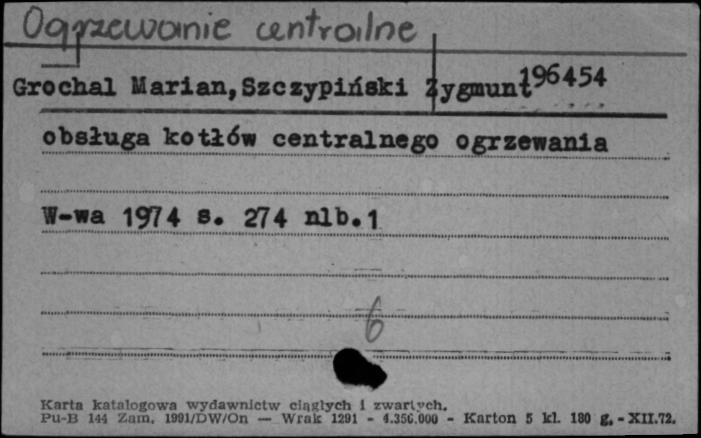 Ogrzewanie centralne
Grochal Marian,Szczypiński Zygmunt 196454
obsługa kotłów centralnego ogrzewania
W-wa 1974 s. 274 nlb.1
6
Karta katalogowa wydawnictw ciągłych i zwartych.
Pu-B 144 Zam. 1991/DW/On — Wrak 1291 - 4.356.000 - Karton 5 kl. 180 g. - XII.72.